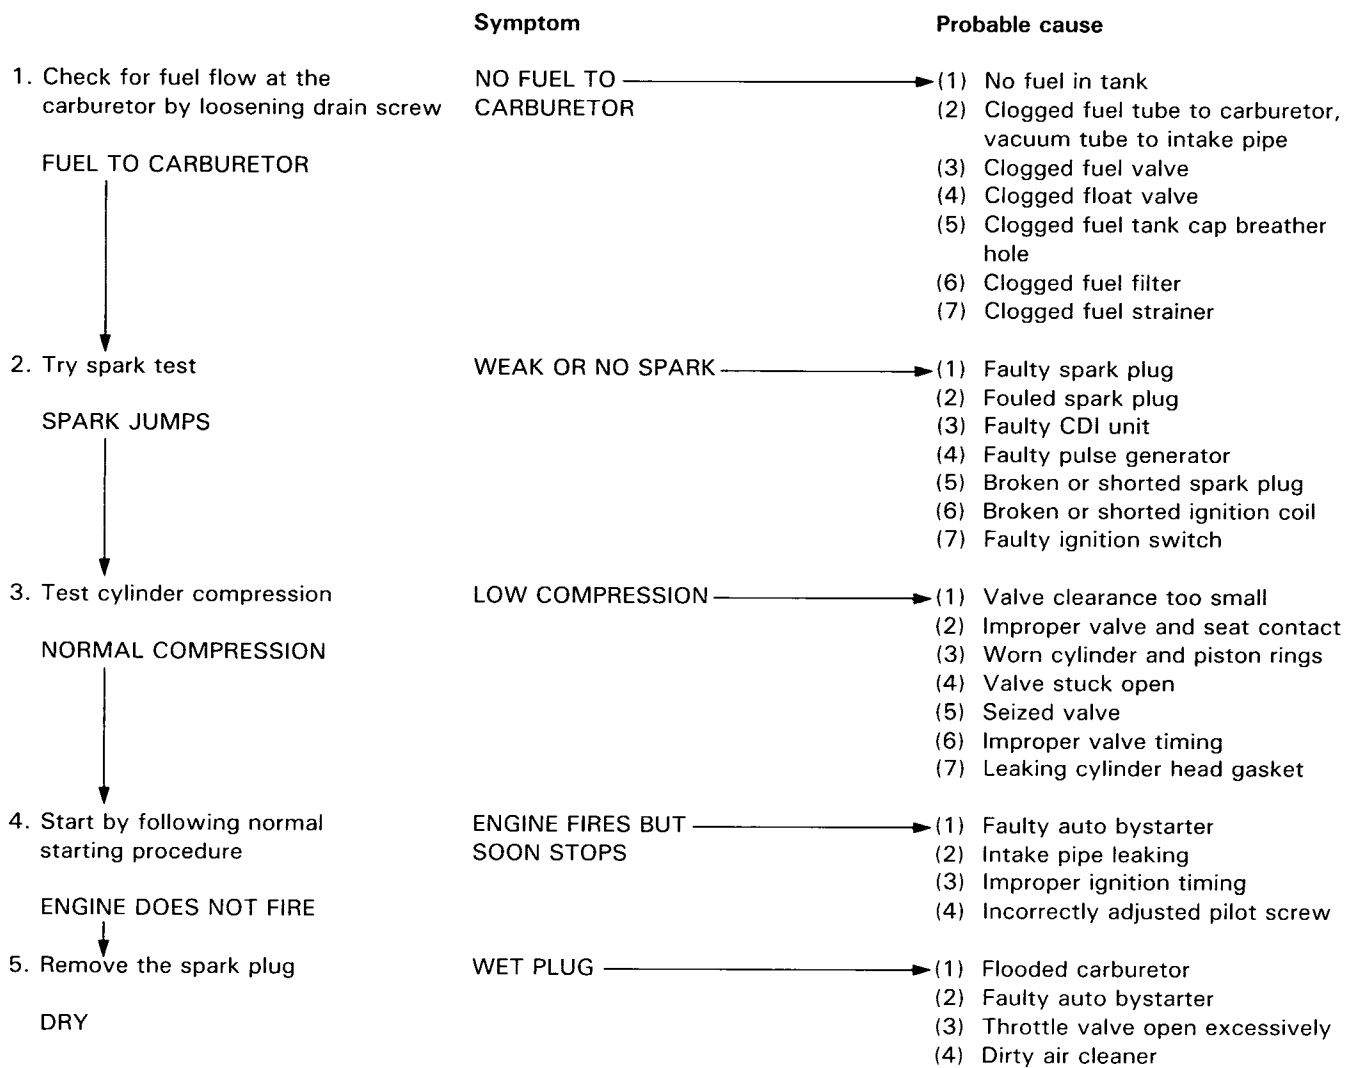 Symptom
Probable cause
1. Check for fuel flow at the
carburetor by loosening drain screw
FUEL TO CARBURETOR
NO FUEL TO
CARBURETOR
(1) No fuel in tank
(2) Clogged fuel tube to carburetor,
vacuum tube to intake pipe
(3) Clogged fuel valve
(4) Clogged float valve
(5) Clogged fuel tank cap breather
hole
(6) Clogged fuel filter
(7) Clogged fuel strainer
2. Try spark test
SPARK JUMPS
WEAK OR NO SPARK
(1) Faulty spark plug
(2) Fouled spark plug
(3) Faulty CDI unit
(4) Faulty pulse generator
(5) Broken or shorted spark plug
(6) Broken or shorted ignition coil
(7) Faulty ignition switch
3. Test cylinder compression
NORMAL COMPRESSION
LOW COMPRESSION
(1) Valve clearance too small
(2) Improper valve and seat contact
(3) Worn cylinder and piston rings
(4) Valve stuck open
(5) Seized valve
(6) Improper valve timing
(7) Leaking cylinder head gasket
4. Start by following normal
starting procedure
ENGINE DOES NOT FIRE
ENGINE FIRES BUT
SOON STOPS
(1) Faulty auto bystarter
(2) Intake pipe leaking
(3) Improper ignition timing
(4) Incorrectly adjusted pilot screw
5. Remove the spark plug
DRY
WET PLUG
(1) Flooded carburetor
(2) Faulty auto bystarter
(3) Throttle valve open excessively
(4) Dirty air cleaner